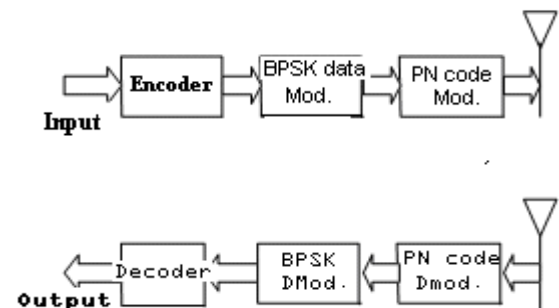 BPSK data
Mod.
PN code
Mod.
Encoder
Input
Decoder
BPSK
DMod.
PN code
Dmod.
Output